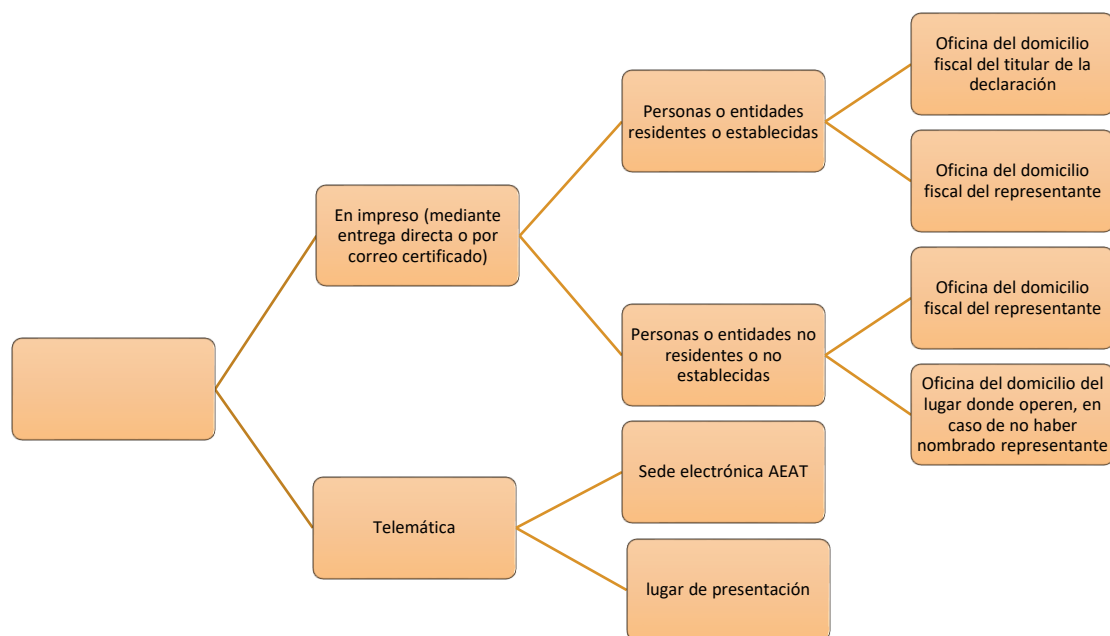 En impreso (mediante
entrega directa o por
correo certificado)
Personas o entidades
residentes o establecidas
Oficina del domicilio
fiscal del titular de la
declaración
Oficina del domicilio
fiscal del representante
Personas o entidades no
residentes o no
establecidas
Oficina del domicilio
fiscal del representante
Oficina del domicilio del
lugar donde operen, en
caso de no haber
nombrado representante
Telemática
Sede electrónica AEAT
lugar de presentación